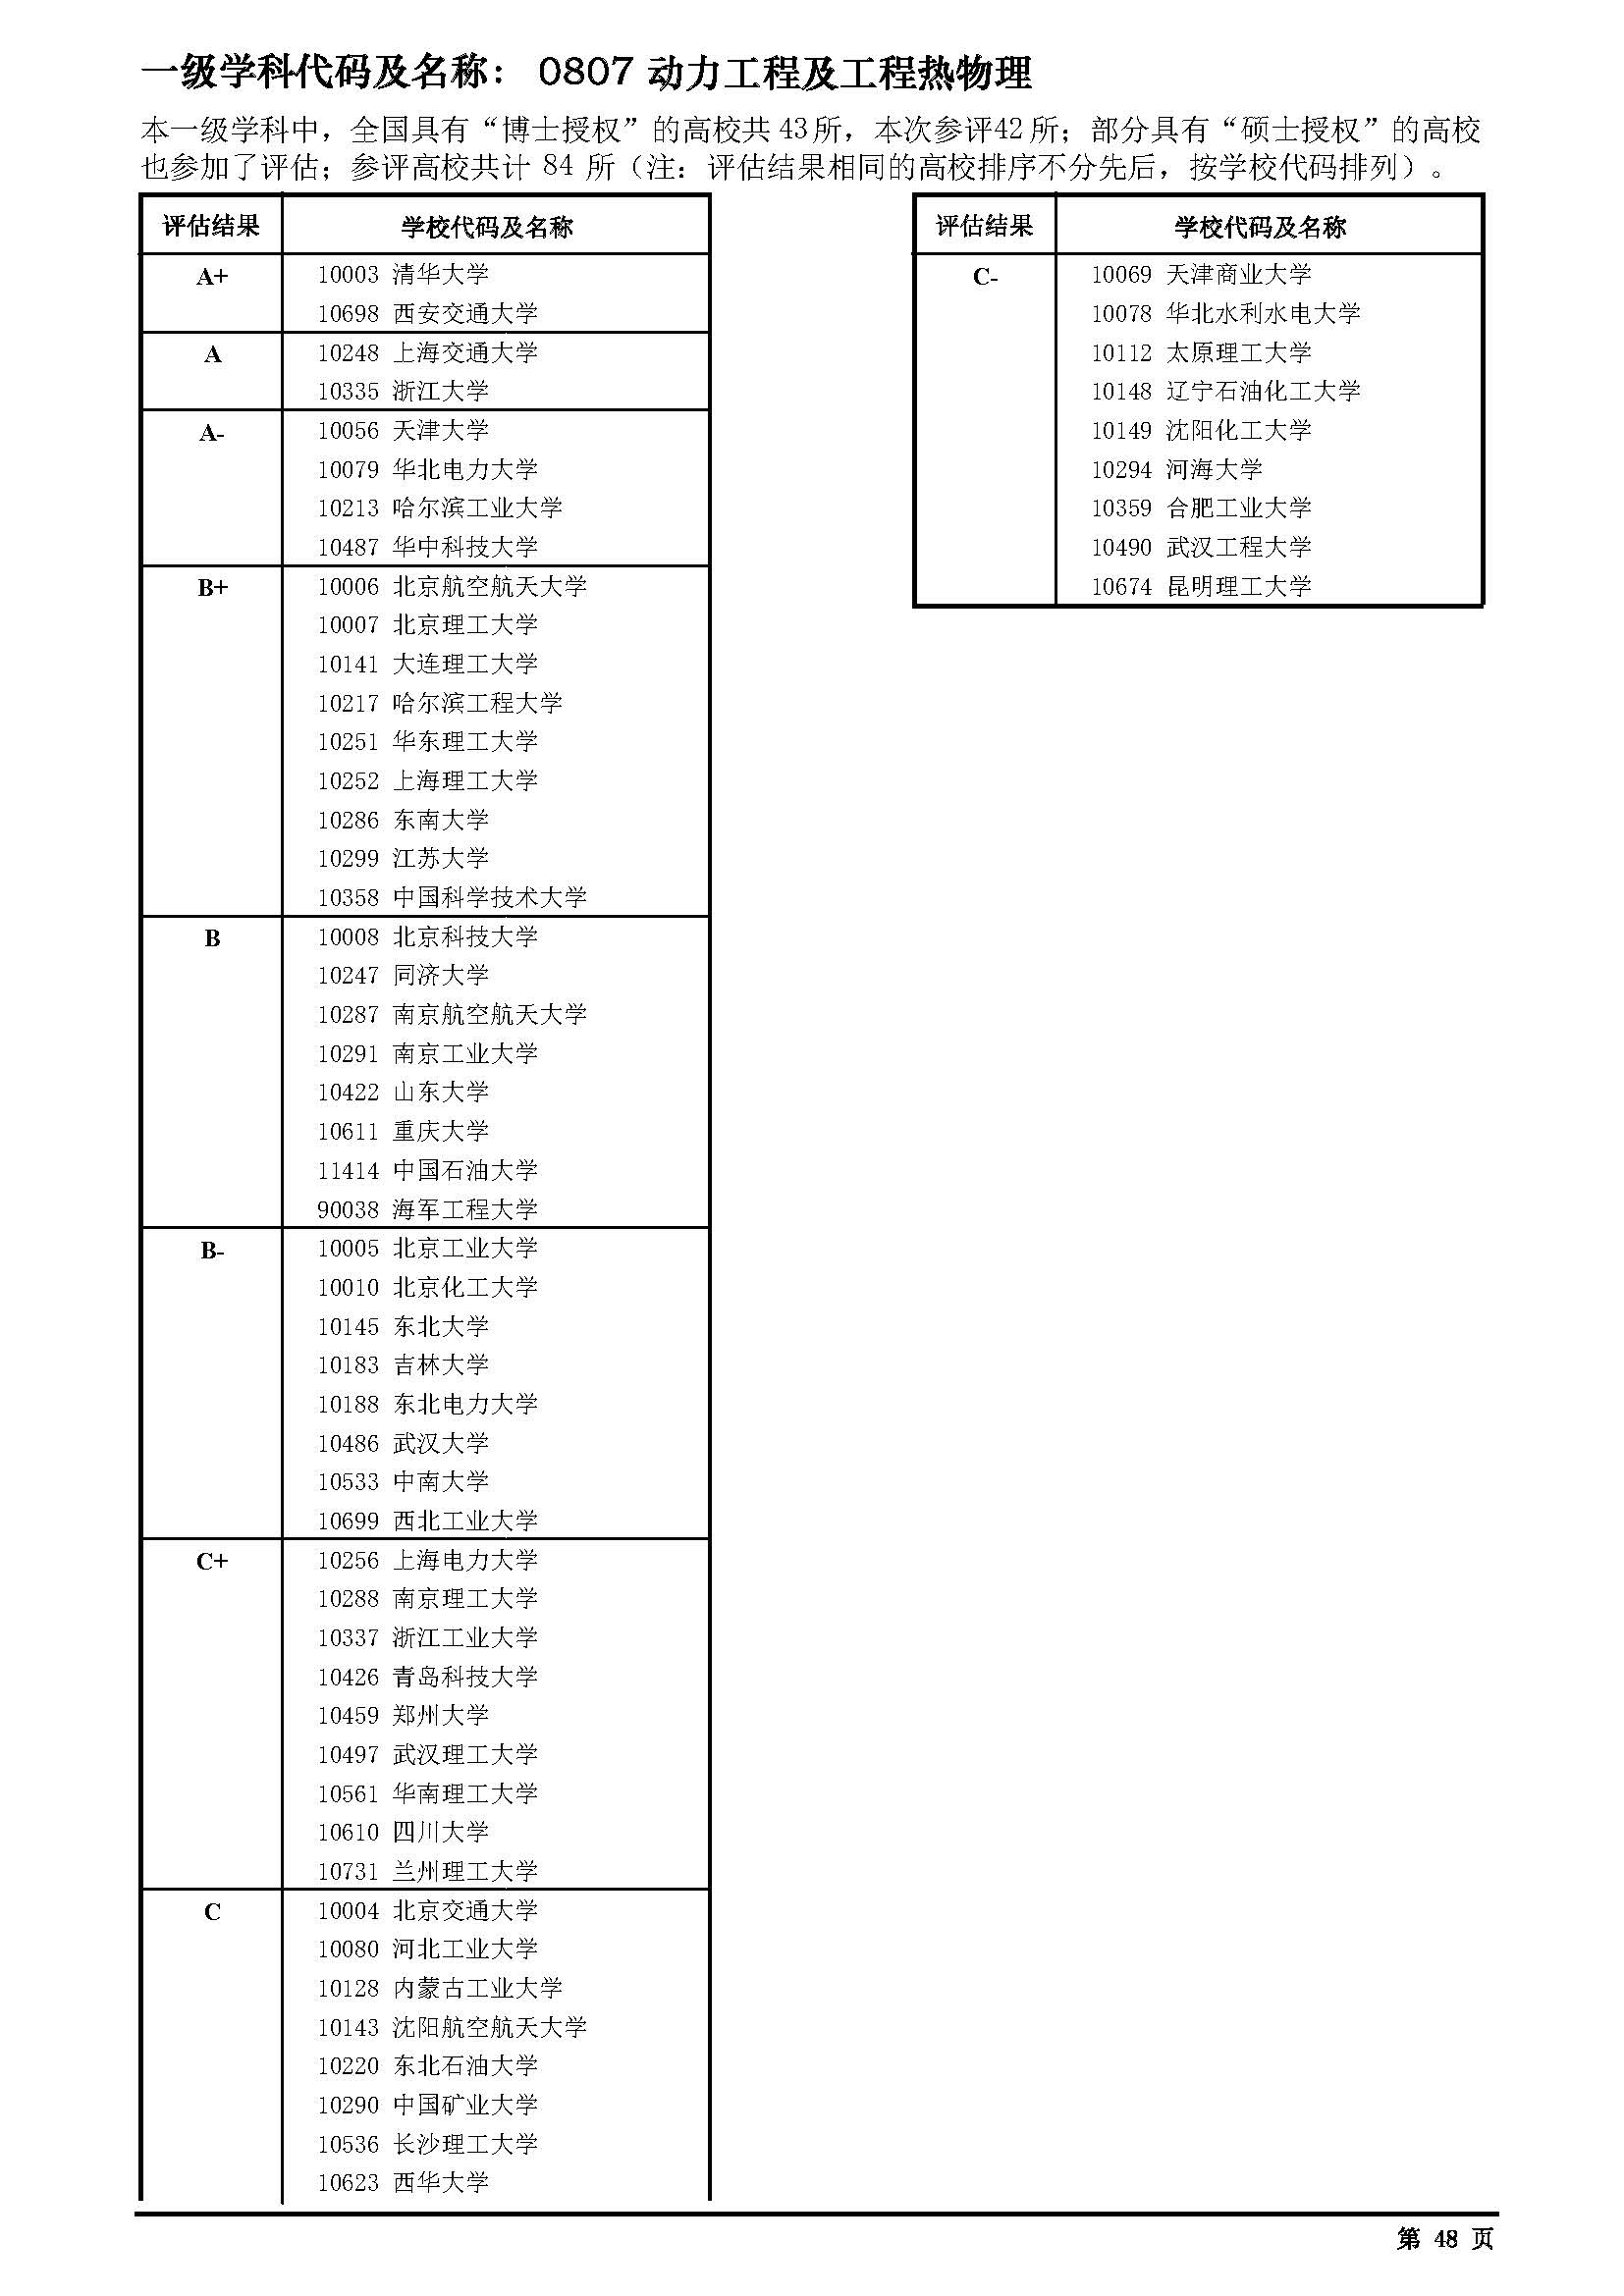 一级学科代码及名称： 0807 动力工程及工程热物理
本一级学科中，全国具有“博士授权”的高校共 43 所，本次参评42 所；部分具有“硕士授权”的高校
也参加了评估；参评高校共计 84 所（注：评估结果相同的高校排序不分先后，按学校代码排列）。
评估结果 学校代码及名称
A+ 10003 清华大学
10698 西安交通大学
A 10248 上海交通大学
10335 浙江大学
A- 10056 天津大学
10079 华北电力大学
10213 哈尔滨工业大学
10487 华中科技大学
B+ 10006 北京航空航天大学
10007 北京理工大学
10141 大连理工大学
10217 哈尔滨工程大学
10251 华东理工大学
10252 上海理工大学
10286 东南大学
10299 江苏大学
10358 中国科学技术大学
B 10008 北京科技大学
10247 同济大学
10287 南京航空航天大学
10291 南京工业大学
10422 山东大学
10611 重庆大学
11414 中国石油大学
90038 海军工程大学
B- 10005 北京工业大学
10010 北京化工大学
10145 东北大学
10183 吉林大学
10188 东北电力大学
10486 武汉大学
10533 中南大学
10699 西北工业大学
C+ 10256 上海电力大学
10288 南京理工大学
10337 浙江工业大学
10426 青岛科技大学
10459 郑州大学
10497 武汉理工大学
10561 华南理工大学
10610 四川大学
10731 兰州理工大学
C 10004 北京交通大学
10080 河北工业大学
10128 内蒙古工业大学
10143 沈阳航空航天大学
10220 东北石油大学
10290 中国矿业大学
10536 长沙理工大学
10623 西华大学
评估结果 学校代码及名称
C- 10069 天津商业大学
10078 华北水利水电大学
10112 太原理工大学
10148 辽宁石油化工大学
10149 沈阳化工大学
10294 河海大学
10359 合肥工业大学
10490 武汉工程大学
10674 昆明理工大学
第 48 页